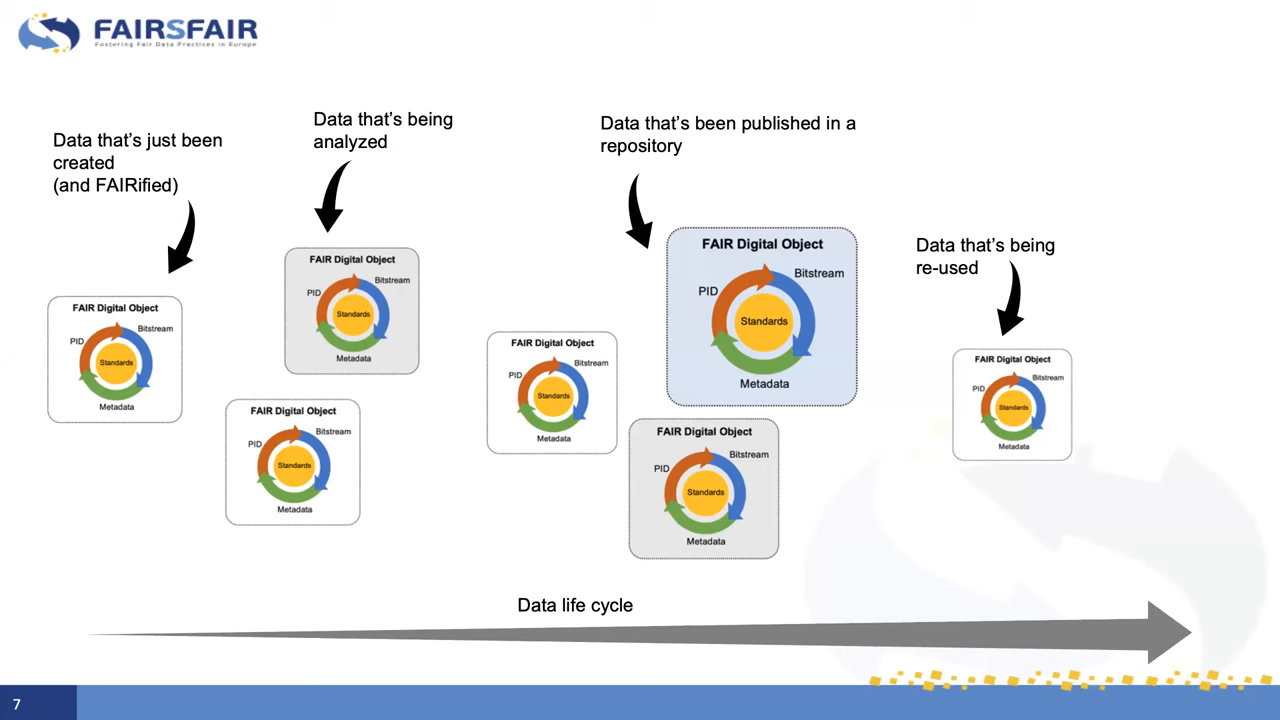 FAIRSFAIR
Fostering Fair Data Practices in Europe
Data that's just been
created
(and FAIRified)
Data that's being
analyzed
Data that's been published in a
repository
Data that's being
re-used
FAIR Digital Object
PID
Bitstream
Standards
Metadata
FAIR Digital Object
PID
Bitstream
Standards
Metadata
FAIR Digital Object
PID
Bitstream
Standards
Metadata
FAIR Digital Object
PID
Bitstream
Standards
Metadata
FAIR Digital Object
PID
Bitstream
Standards
Metadata
FAIR Digital Object
PID
Bitstream
Standards
Metadata
FAIR Digital Object
PID
Bitstream
Standards
Metadata
Data life cycle
7